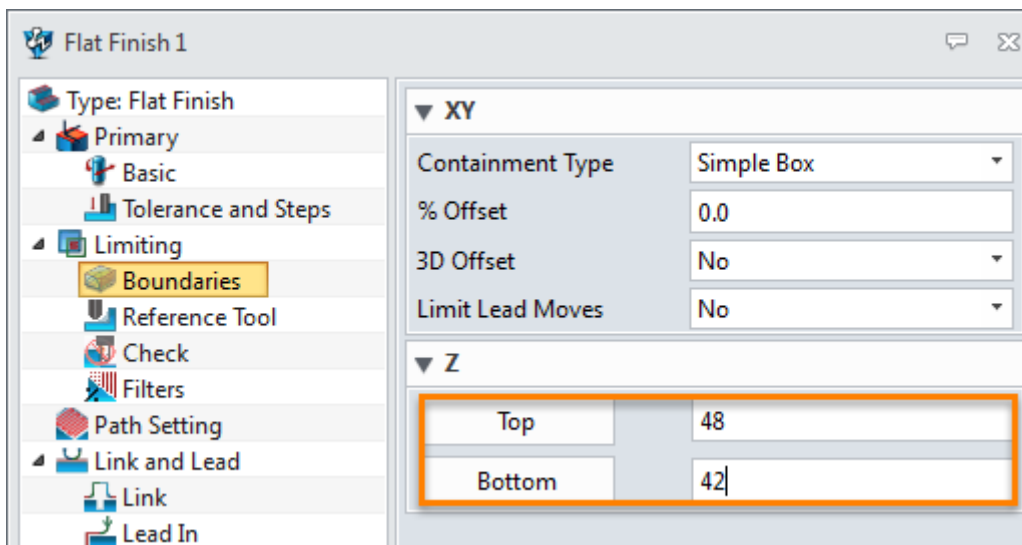 Flat Finish 1
Type: Flat Finish
Primary
Basic
Tolerance and Steps
Limiting
Boundaries
Reference Tool
Check
Filters
Path Setting
Link and Lead
Link
Lead In
XY
Containment Type Simple Box
% Offset 0.0
3D Offset No
Limit Lead Moves No
Z
Top 48
Bottom 42